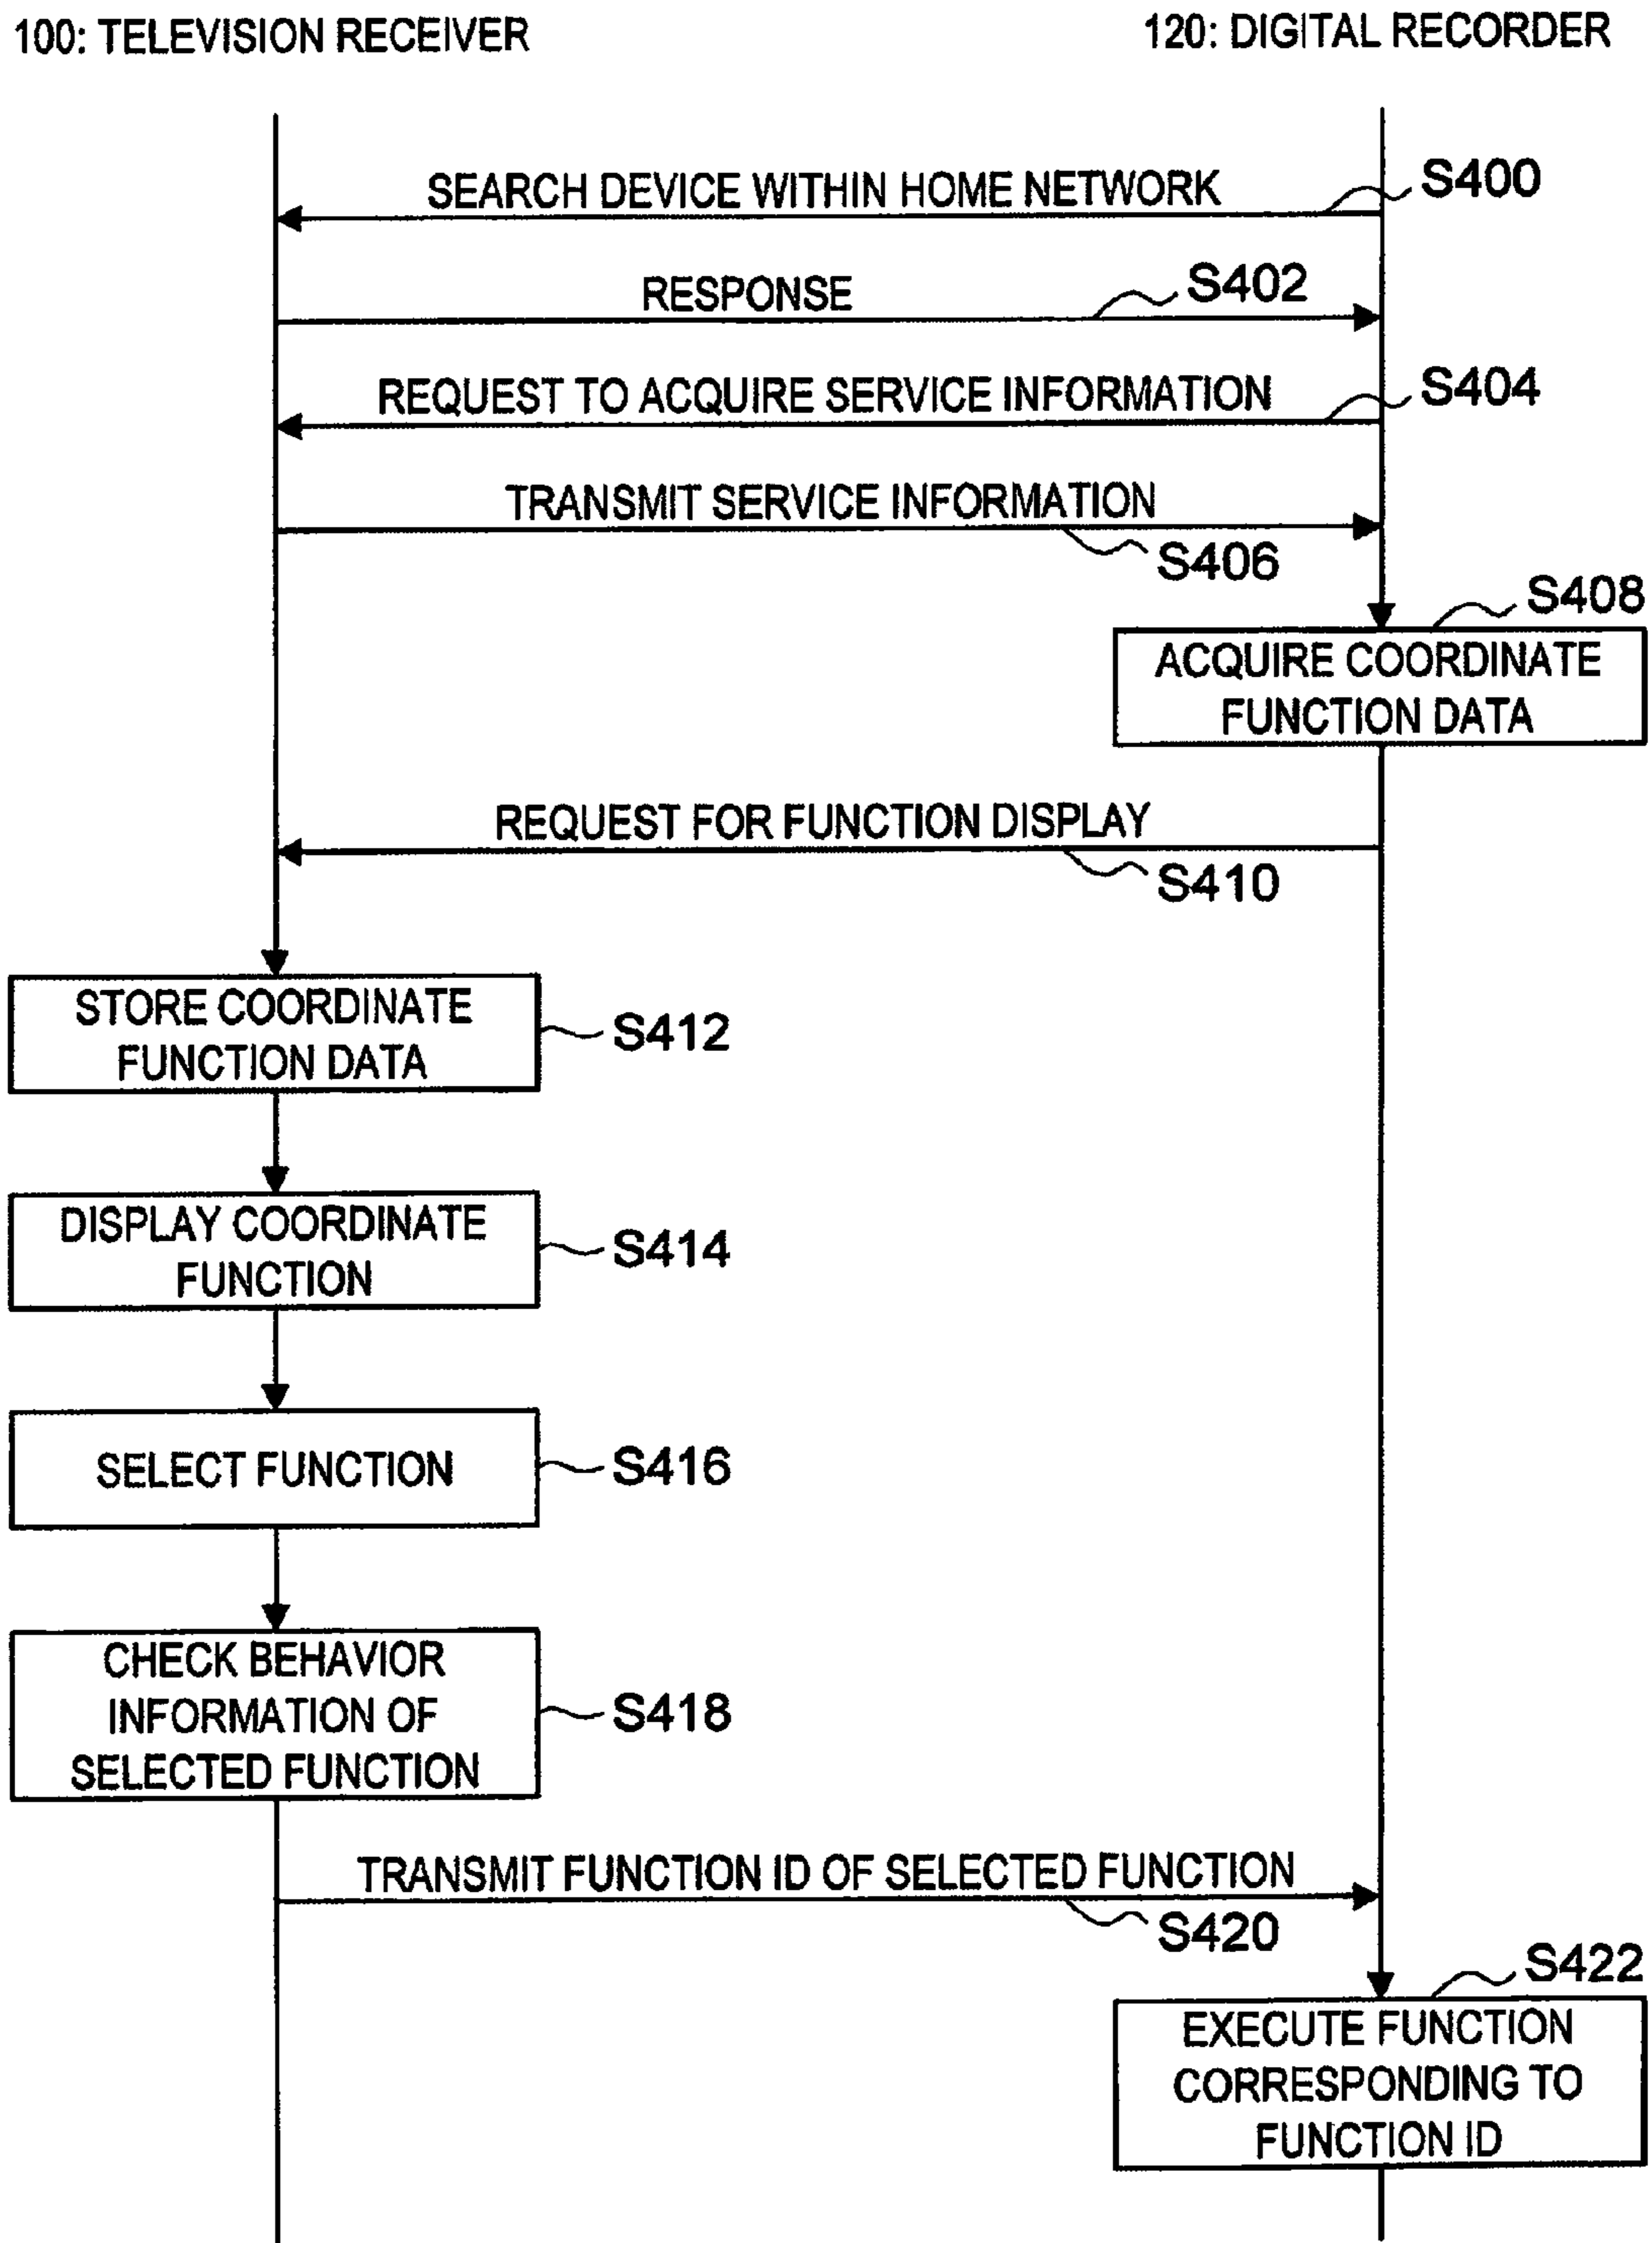 100: TELEVISION RECEIVER
120: DIGITAL RECORDER
SEARCH DEVICE WITHIN HOME NETWORK
S400
RESPONSE
S402
REQUEST TO ACQUIRE SERVICE INFORMATION
S404
TRANSMIT SERVICE INFORMATION
S406
S408
ACQUIRE COORDINATE
FUNCTION DATA
REQUEST FOR FUNCTION DISPLAY
S410
STORE COORDINATE
FUNCTION DATA
S412
DISPLAY COORDINATE
FUNCTION
S414
SELECT FUNCTION
S416
CHECK BEHAVIOR
INFORMATION OF
SELECTED FUNCTION
S418
TRANSMIT FUNCTION ID OF SELECTED FUNCTION
S420
S422
EXECUTE FUNCTION
CORRESPONDING TO
FUNCTION ID